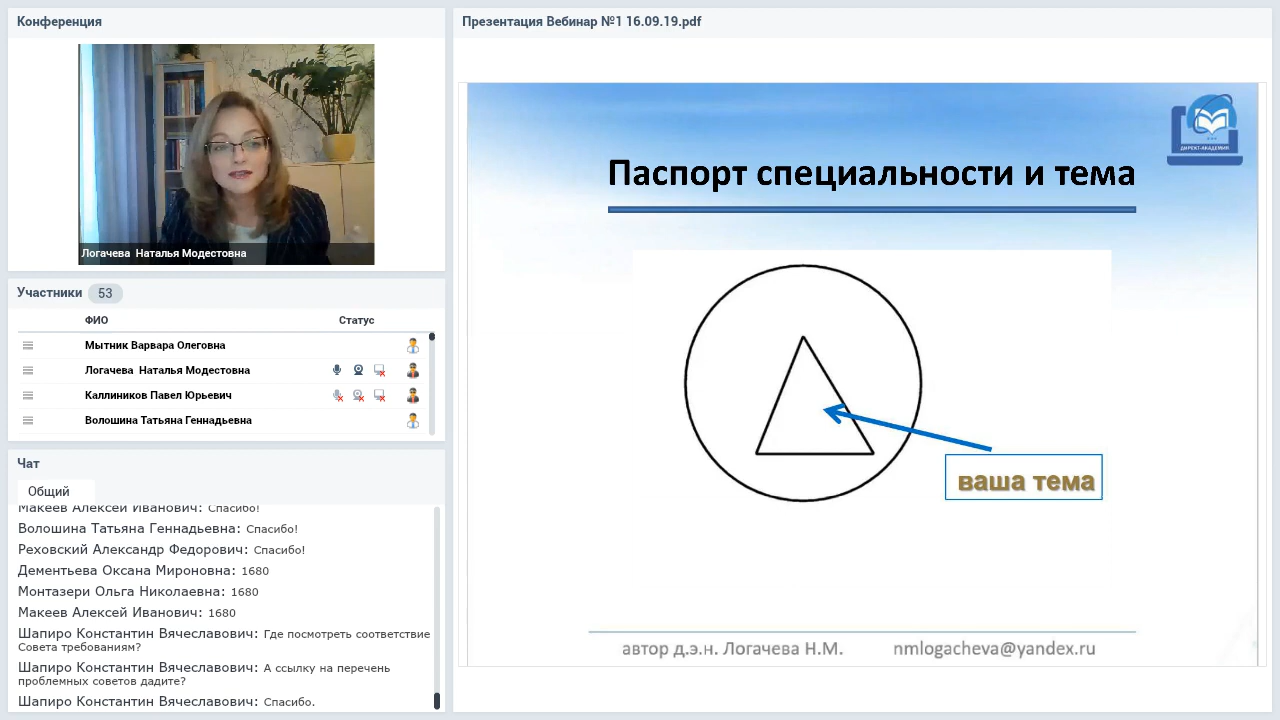 Конференция
Логачева Наталья Модестовна
Участники 53
ФИО Статус
Мытник Варвара Олеговна
Логачева Наталья Модестовна
Каллиников Павел Юрьевич
Волошина Татьяна Геннадьевна
Чат
Общий
Макеев Алексей Иванович: Спасибо!
Волошина Татьяна Геннадьевна: Спасибо!
Реховский Александр Федорович: Спасибо!
Дементьева Оксана Мироновна: 1680
Монтазери Ольга Николаевна: 1680
Макеев Алексей Иванович: 1680
Шапиро Константин Вячеславович: Где посмотреть соответствие
Совета требованиям?
Шапиро Константин Вячеславович: А ссылку на перечень
проблемных советов дадите?
Шапиро Константин Вячеславович: Спасибо.
Презентация Вебинар №1 16.09.19.pdf
ДИРЕКТ-АКАДЕМИЯ
Паспорт специальности и тема
ваша тема
автор д.э.н. Логачева Н.М. nmlogacheva@yandex.ru